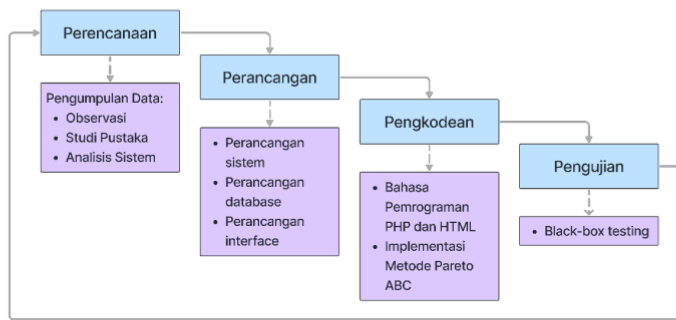 Perencanaan
Pengumpulan Data:
• Observasi
• Studi Pustaka
• Analisis Sistem
Perancangan
• Perancangan
sistem
• Perancangan
database
• Perancangan
interface
Pengkodean
• Bahasa
Pemrograman
PHP dan HTML
• Implementasi
Metode Pareto
ABC
Pengujian
• Black-box testing